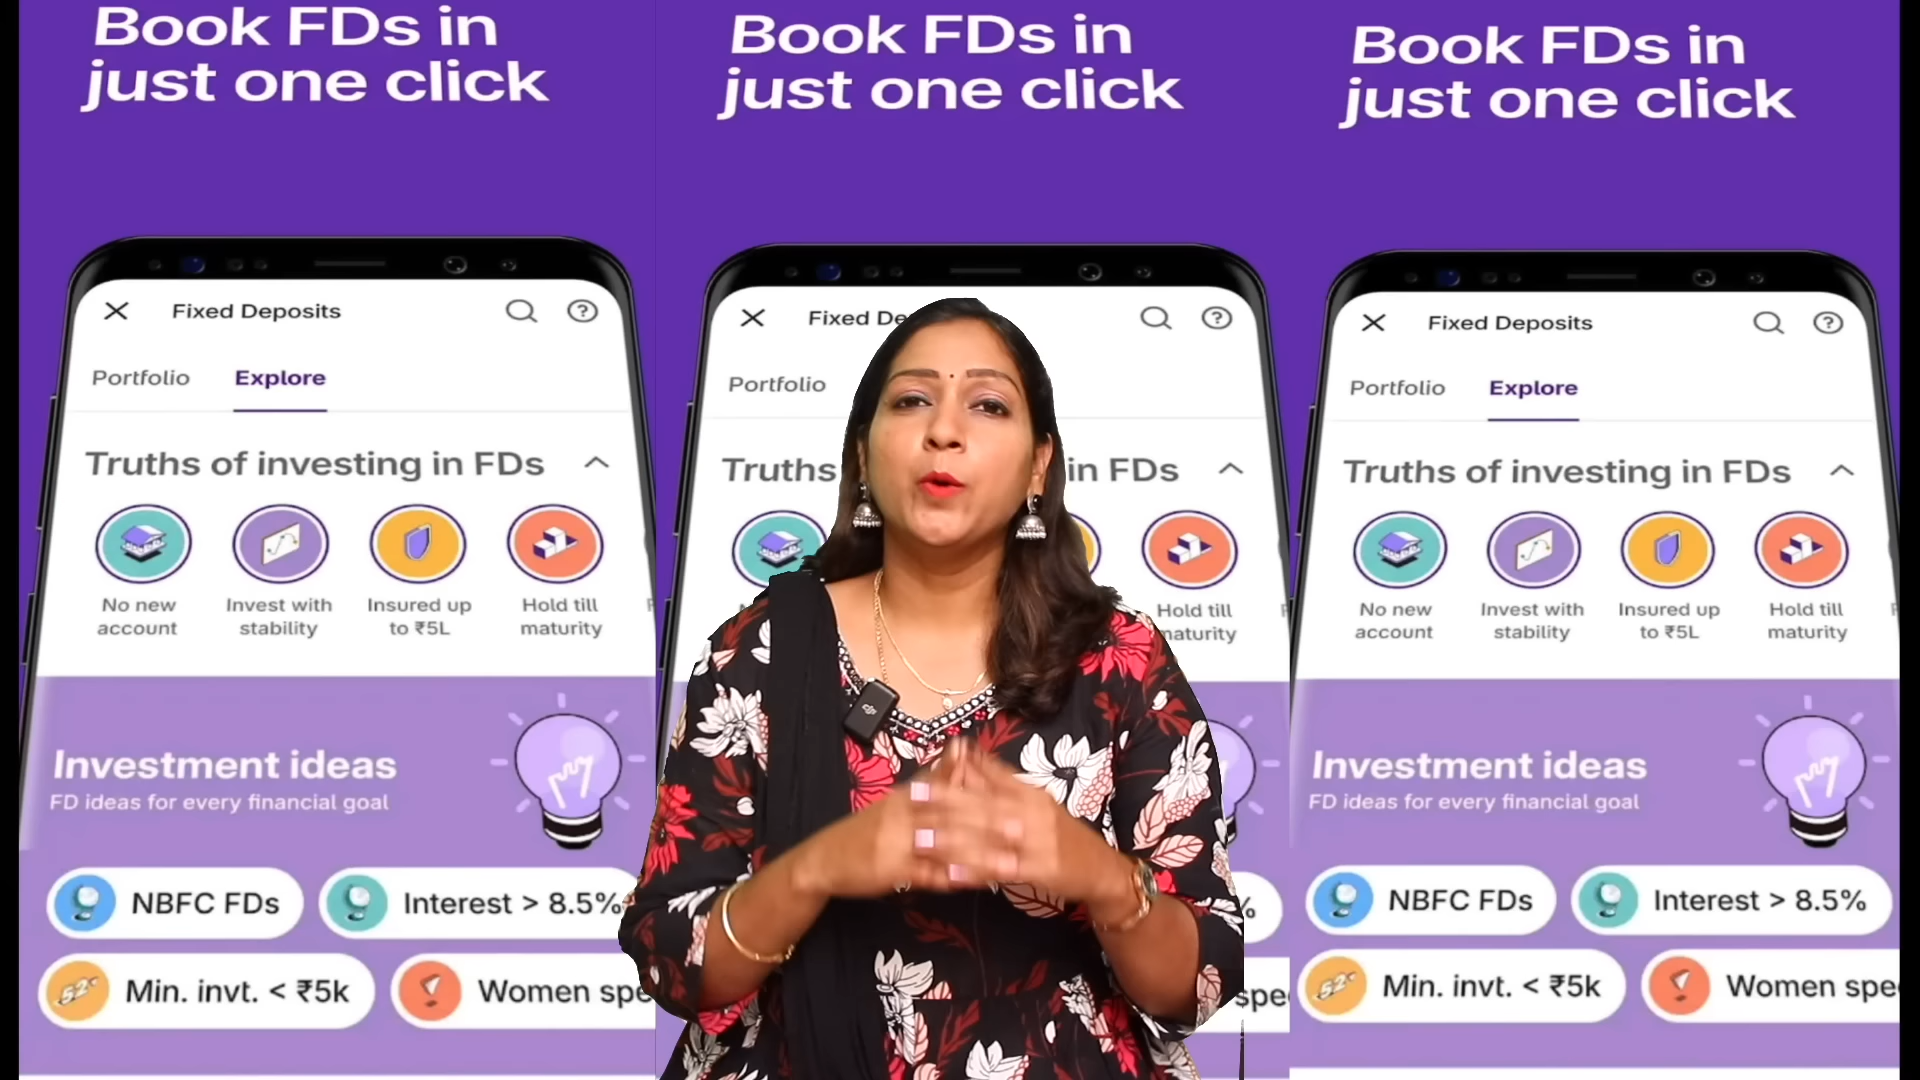 Book FDs in
just one click
Fixed Deposits
Portfolio Explore
Truths of investing in FDs
No new
account
Invest with
stability
Insured up
to ₹5L
Hold till
maturity
Investment ideas
FD ideas for every financial goal
NBFC FDs
Interest > 8.5%
Min. invt. < ₹5k
Women spe
Book FDs in
just one click
Fixed De
Portfolio
Truths in FDs
Hold till
maturity
%
spe
Book FDs in
just one click
Fixed Deposits
Portfolio Explore
Truths of investing in FDs
No new
account
Invest with
stability
Insured up
to ₹5L
Hold till
maturity
Investment ideas
FD ideas for every financial goal
NBFC FDs
Interest > 8.5%
Min. invt. < ₹5k
Women spe